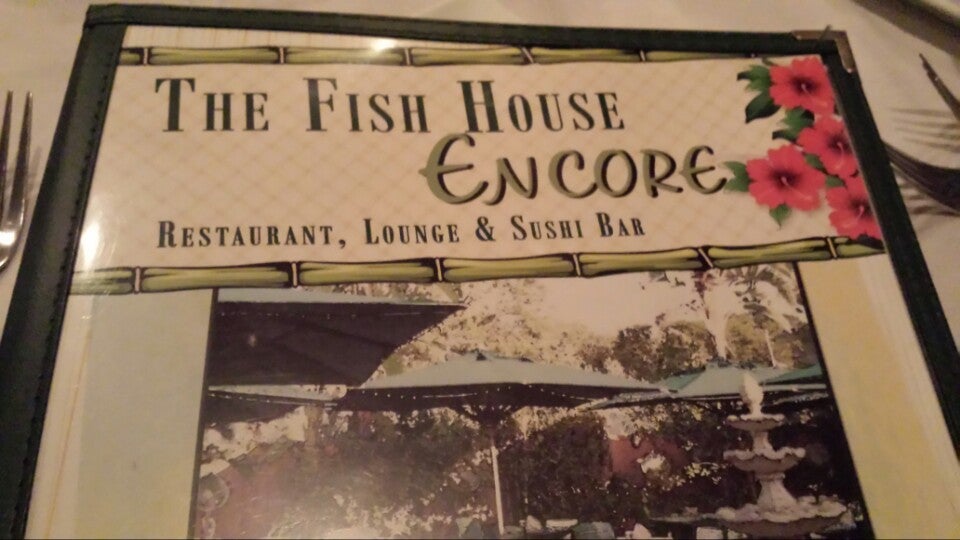 THE FISH HOUSE
ENCORE
RESTAURANT, LOUNGE & SUSHI BAR